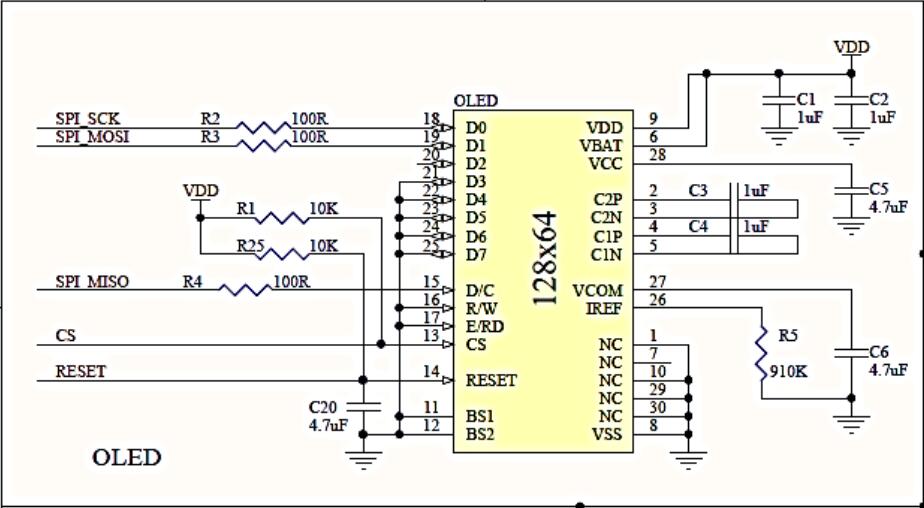 VDD
OLED
C1
1uF
C2
1uF
SPI_SCK R2 100R 18 D0 VDD 9
SPI_MOSI R3 100R 19 D1 VBAT 6
20 D2 VCC 28
21 D3
VDD
22 D4 C2P 2 C3 1uF
C5
4.7uF
R1 10K 23 D5 C2N 3
24 D6 C1P 4 C4 1uF
R25 10K 25 D7 C1N 5
128x64
SPI_MISO R4 100R 15 D/C VCOM 27
16 R/W IREF 26
17 E/RD
CS 13 CS NC 1
R5
910K
C6
4.7uF
NC 7
RESET 14 RESET NC 10
NC 29
C20
4.7uF
11 BS1 NC 30
12 BS2 VSS 8
OLED